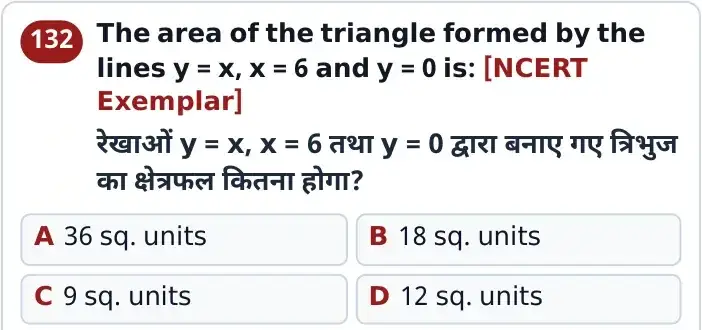 132 The area of the triangle formed by the
lines y = x, x = 6 and y = 0 is: [NCERT
Exemplar]
रेखाओं y = x, x = 6 तथा y = 0 द्वारा बनाए गए त्रिभुज
का क्षेत्रफल कितना होगा?
A 36 sq. units B 18 sq. units
C 9 sq. units D 12 sq. units